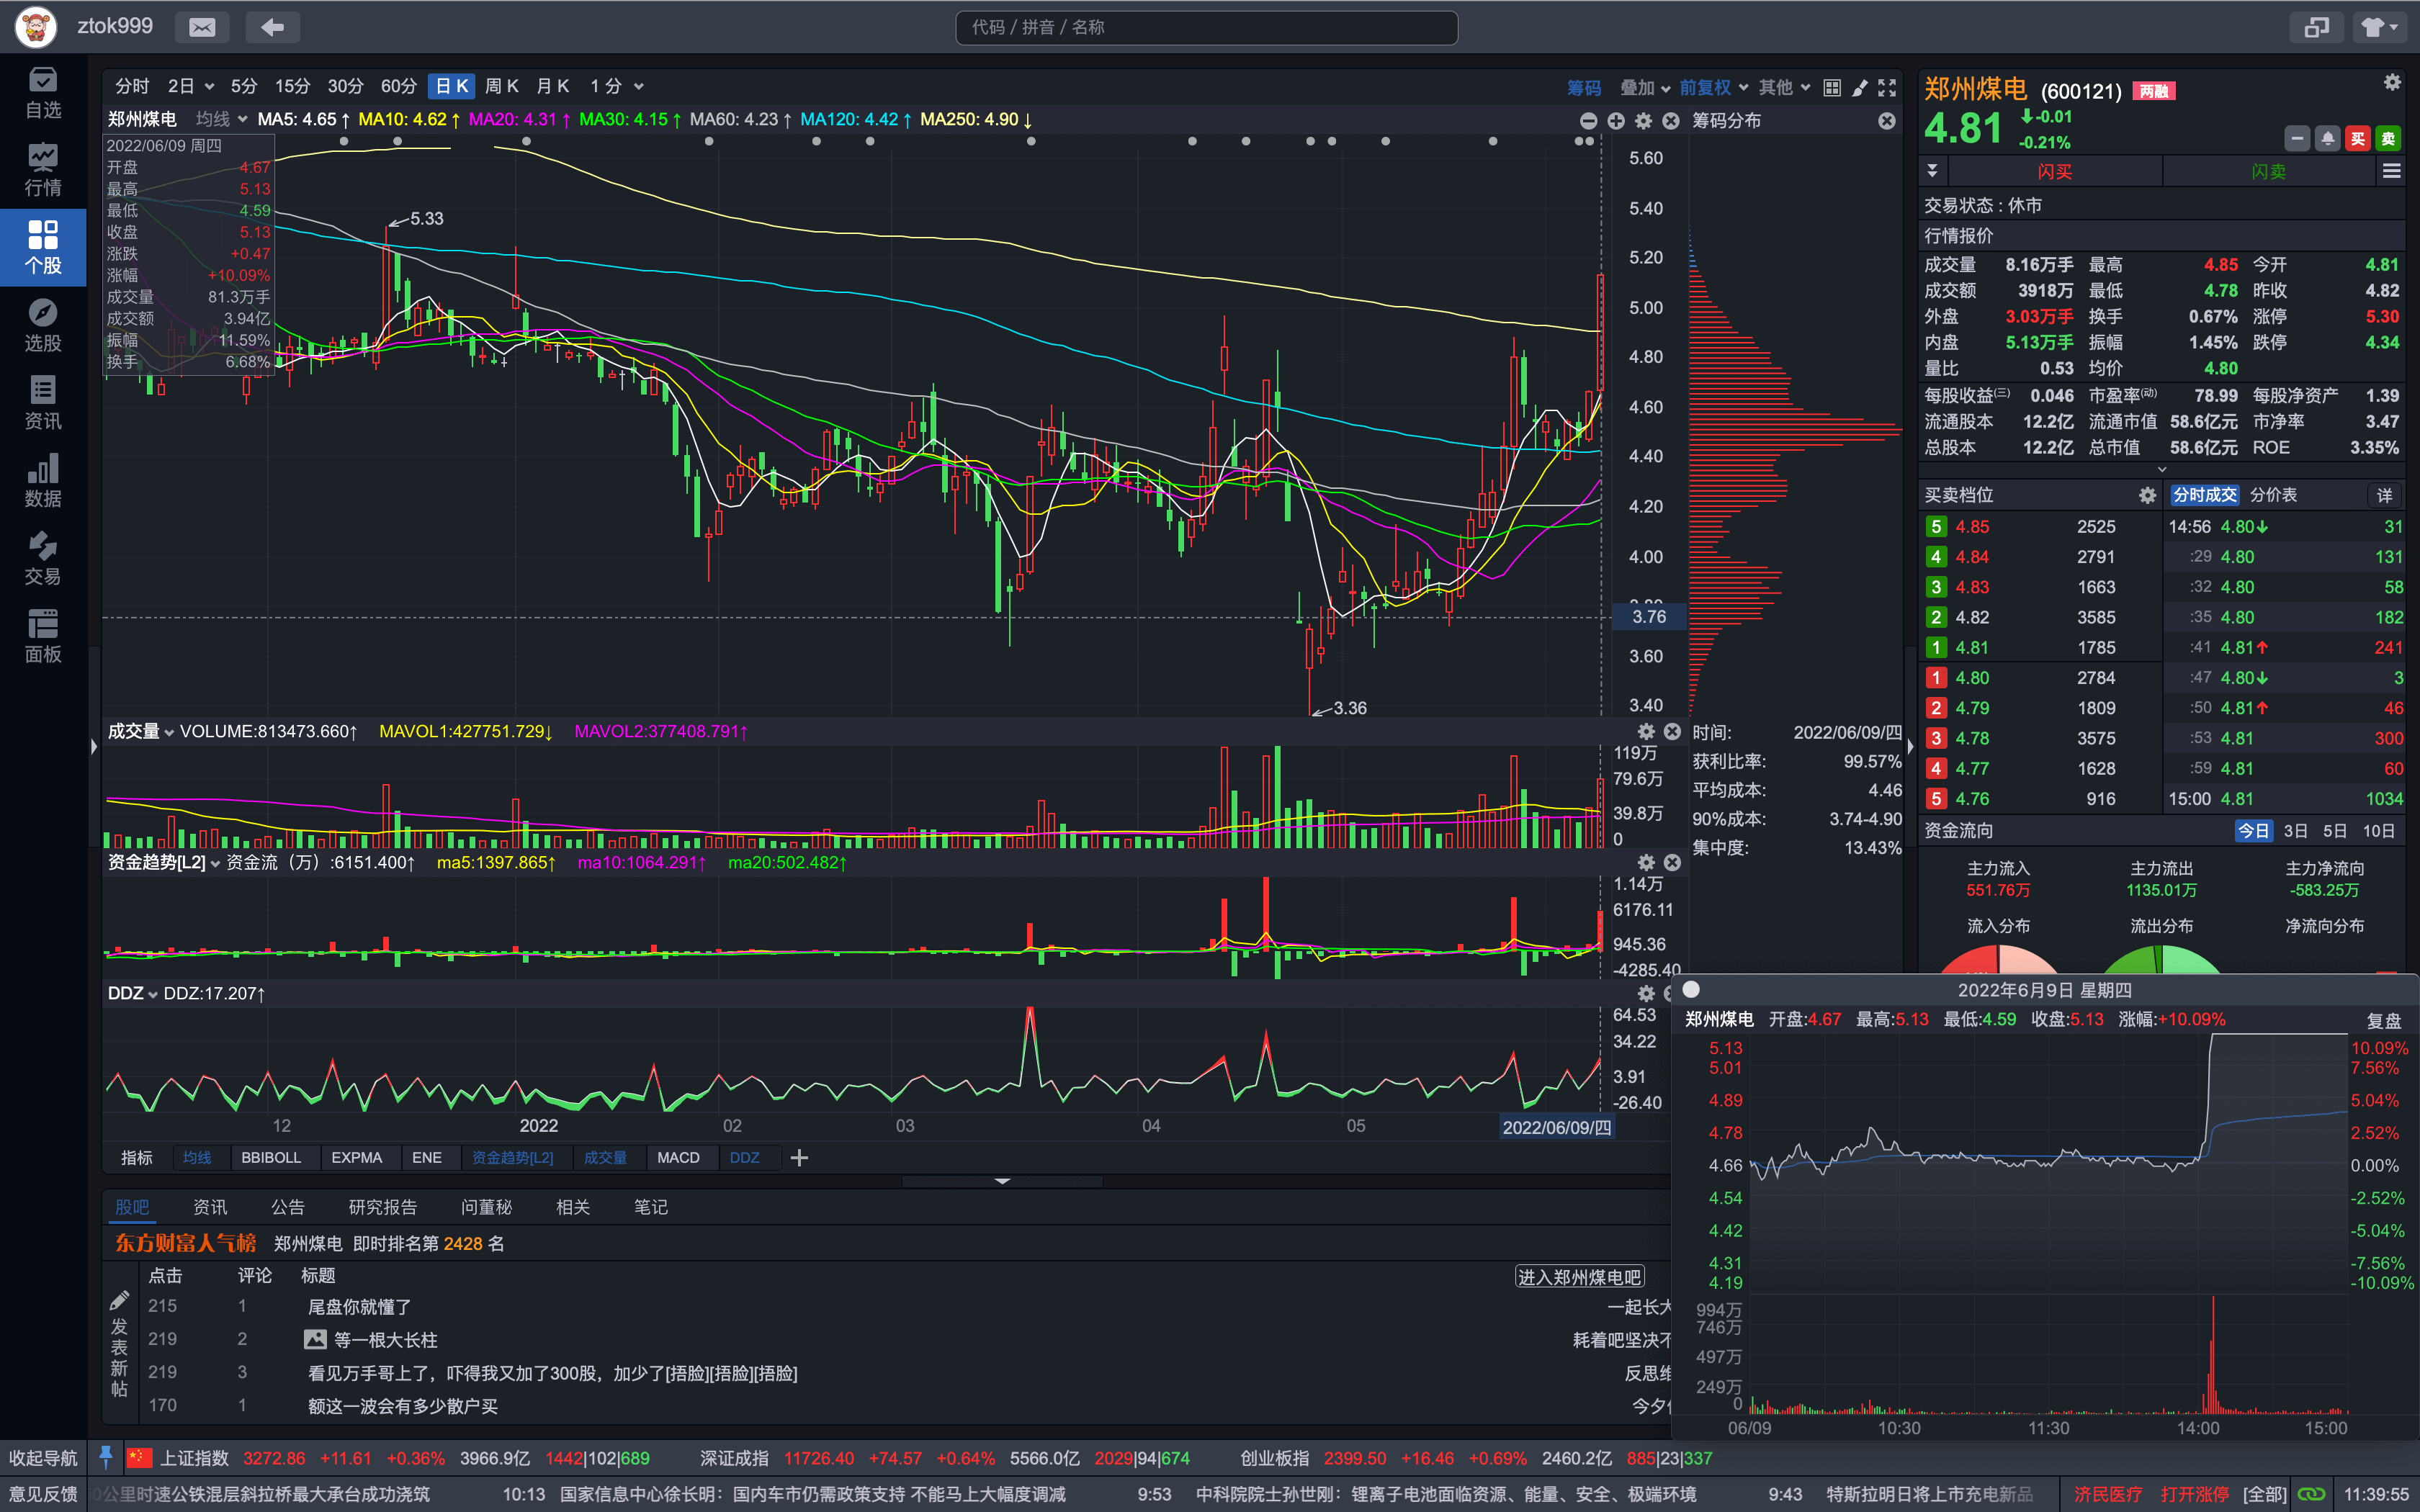 ztok999
代码 / 拼音 / 名称
自选
行情
个股
选股
资讯
数据
交易
面板
分时 2日 5分 15分 30分 60分 日K 周K 月K 1分
筹码 叠加 前复权 其他
郑州煤电 均线 MA5: 4.65↑ MA10: 4.62↑ MA20: 4.31↑ MA30: 4.15↑ MA60: 4.23↑ MA120: 4.42↑ MA250: 4.90↓
筹码分布
2022/06/09 周四
开盘 4.67
最高 5.13
最低 4.59
收盘 5.13
涨跌 +0.47
涨幅 +10.09%
成交量 81.3万手
成交额 3.94亿
振幅 11.59%
换手 6.68%
5.33
3.36
5.60
5.40
5.20
5.00
4.80
4.60
4.40
4.20
4.00
3.76
3.60
3.40
成交量 VOLUME:813473.660↑ MAVOL1:427751.729↓ MAVOL2:377408.791↑
119万
79.6万
39.8万
0
资金趋势[L2] 资金流（万）:6151.400↑ ma5:1397.865↑ ma10:1064.291↑ ma20:502.482↑
1.14万
6176.11
945.36
-4285.40
DDZ DDZ:17.207↑
64.53
34.22
3.91
-26.40
12 2022 02 03 04 05 2022/06/09/四
时间: 2022/06/09/四
获利比率: 99.57%
平均成本: 4.46
90%成本: 3.74-4.90
集中度: 13.43%
指标 均线 BBIBOLL EXPMA ENE 资金趋势[L2] 成交量 MACD DDZ
股吧 资讯 公告 研究报告 问董秘 相关 笔记
东方财富人气榜 郑州煤电 即时排名第 2428 名
点击 评论 标题
进入郑州煤电吧
发表新帖
215 1 尾盘你就懂了 一起长大
219 2 等一根大长柱 耗着吧坚决不
219 3 看见万手哥上了，吓得我又加了300股，加少了[捂脸][捂脸][捂脸] 反思维
170 1 额这一波会有多少散户买 今夕
郑州煤电 (600121) 两融
4.81 -0.01
-0.21%
买 卖
闪买 闪卖
交易状态 : 休市
行情报价
成交量 8.16万手 最高 4.85 今开 4.81
成交额 3918万 最低 4.78 昨收 4.82
外盘 3.03万手 换手 0.67% 涨停 5.30
内盘 5.13万手 振幅 1.45% 跌停 4.34
量比 0.53 均价 4.80
每股收益(三) 0.046 市盈率(动) 78.99 每股净资产 1.39
流通股本 12.2亿 流通市值 58.6亿元 市净率 3.47
总股本 12.2亿 总市值 58.6亿元 ROE 3.35%
买卖档位 分时成交 分价表 详
5 4.85 2525 14:56 4.80↓ 31
4 4.84 2791 :29 4.80 131
3 4.83 1663 :32 4.80 58
2 4.82 3585 :35 4.80 182
1 4.81 1785 :41 4.81↑ 241
1 4.80 2784 :47 4.80↓ 3
2 4.79 1809 :50 4.81↑ 46
3 4.78 3575 :53 4.81 300
4 4.77 1628 :59 4.81 60
5 4.76 916 15:00 4.81 1034
资金流向 今日 3日 5日 10日
主力流入 主力流出 主力净流向
551.76万 1135.01万 -583.25万
流入分布 流出分布 净流向分布
2022年6月9日 星期四
郑州煤电 开盘:4.67 最高:5.13 最低:4.59 收盘:5.13 涨幅:+10.09% 复盘
5.13 10.09%
5.01 7.56%
4.89 5.04%
4.78 2.52%
4.66 0.00%
4.54 -2.52%
4.42 -5.04%
4.31 -7.56%
4.19 -10.09%
994万
746万
497万
249万
0
06/09 10:30 11:30 14:00 15:00
收起导航 上证指数 3272.86 +11.61 +0.36% 3966.9亿 1442|102|689 深证成指 11726.40 +74.57 +0.64% 5566.0亿 2029|94|674 创业板指 2399.50 +16.46 +0.69% 2460.2亿 885|23|337
意见反馈 公里时速公铁混层斜拉桥最大承台成功浇筑 10:13 国家信息中心徐长明：国内车市仍需政策支持 不能马上大幅度调减 9:53 中科院院士孙世刚：锂离子电池面临资源、能量、安全、极端环境 9:43 特斯拉明日将上市充电新品 济民医疗 打开涨停 [全部] 11:39:55